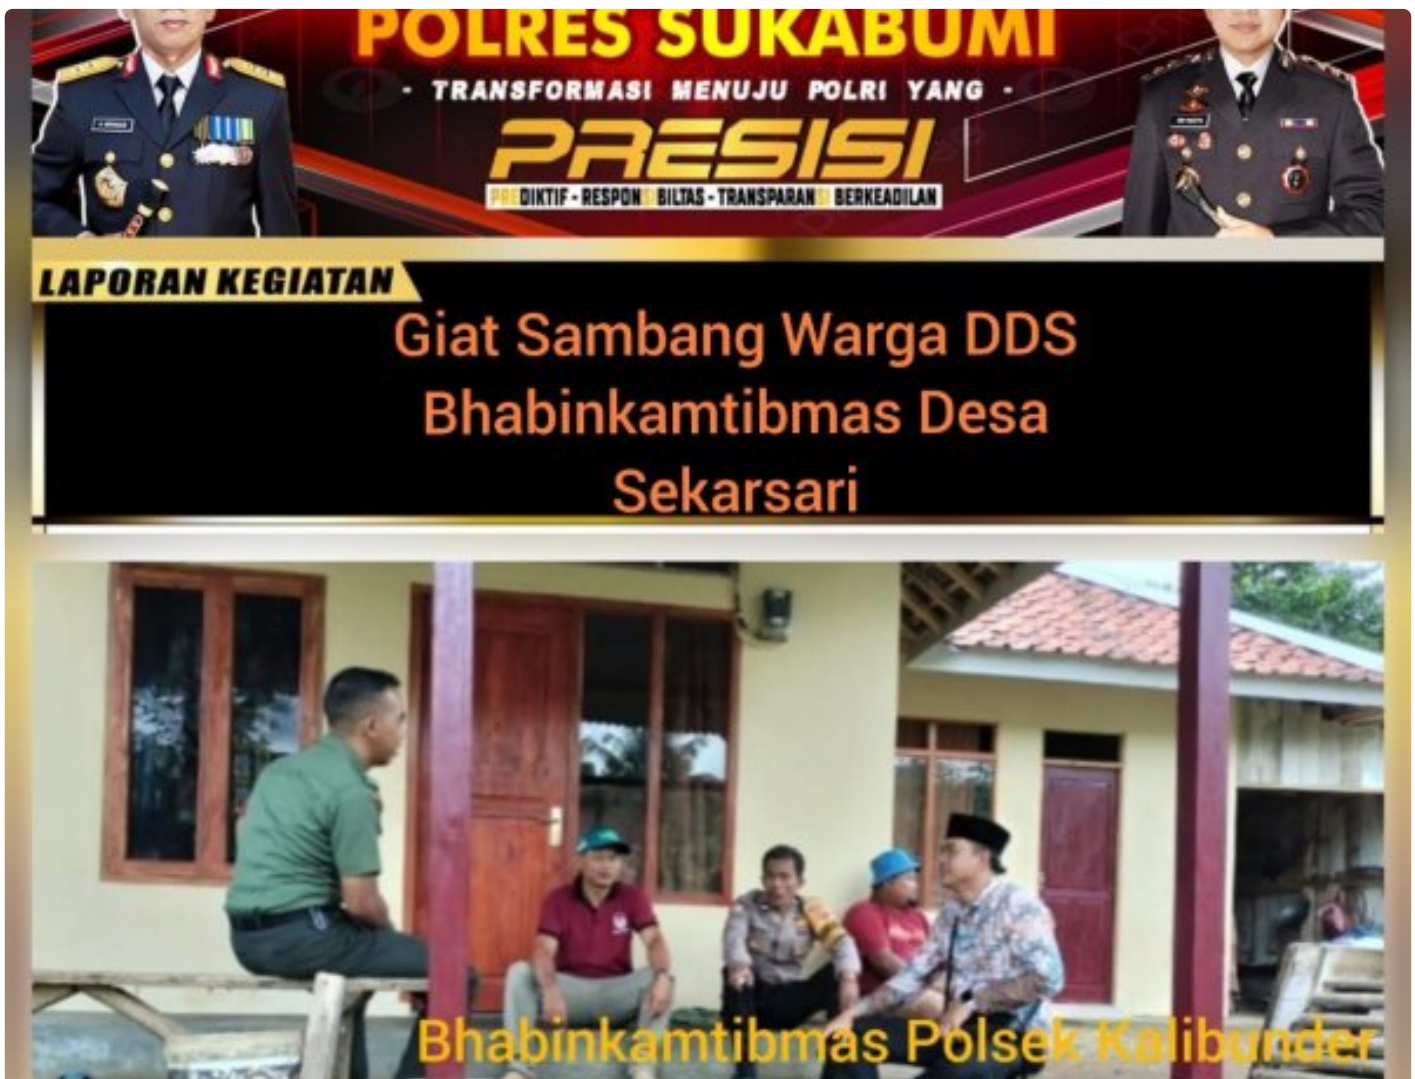 POLRES SUKABUMI
- TRANSFORMASI MENUJU POLRI YANG -
PRESISI
PREDIKTIF - RESPONSIBILTAS - TRANSPARANSI BERKEADILAN
LAPORAN KEGIATAN
Giat Sambang Warga DDS
Bhabinkamtibmas Desa
Sekarsari
Bhabinkamtibmas Polsek Kalibunder